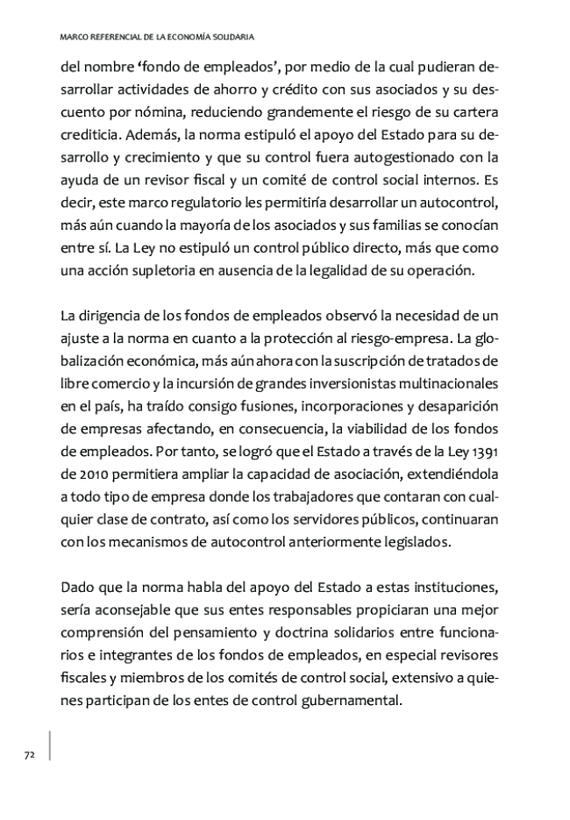 MARCO REFERENCIAL DE LA ECONOMÍA SOLIDARIA
del nombre ‘fondo de empleados’, por medio de la cual pudieran de-
sarrollar actividades de ahorro y crédito con sus asociados y su des-
cuento por nómina, reduciendo grandemente el riesgo de su cartera
crediticia. Además, la norma estipuló el apoyo del Estado para su de-
sarrollo y crecimiento y que su control fuera autogestionado con la
ayuda de un revisor fiscal y un comité de control social internos. Es
decir, este marco regulatorio les permitiría desarrollar un autocontrol,
más aún cuando la mayoría de los asociados y sus familias se conocían
entre sí. La Ley no estipuló un control público directo, más que como
una acción supletoria en ausencia de la legalidad de su operación.
La dirigencia de los fondos de empleados observó la necesidad de un
ajuste a la norma en cuanto a la protección al riesgo-empresa. La glo-
balización económica, más aún ahora con la suscripción de tratados de
libre comercio y la incursión de grandes inversionistas multinacionales
en el país, ha traído consigo fusiones, incorporaciones y desaparición
de empresas afectando, en consecuencia, la viabilidad de los fondos
de empleados. Por tanto, se logró que el Estado a través de la Ley 1391
de 2010 permitiera ampliar la capacidad de asociación, extendiéndola
a todo tipo de empresa donde los trabajadores que contaran con cual-
quier clase de contrato, así como los servidores públicos, continuaran
con los mecanismos de autocontrol anteriormente legislados.
Dado que la norma habla del apoyo del Estado a estas instituciones,
sería aconsejable que sus entes responsables propiciaran una mejor
comprensión del pensamiento y doctrina solidarios entre funciona-
rios e integrantes de los fondos de empleados, en especial revisores
fiscales y miembros de los comités de control social, extensivo a quie-
nes participan de los entes de control gubernamental.
72